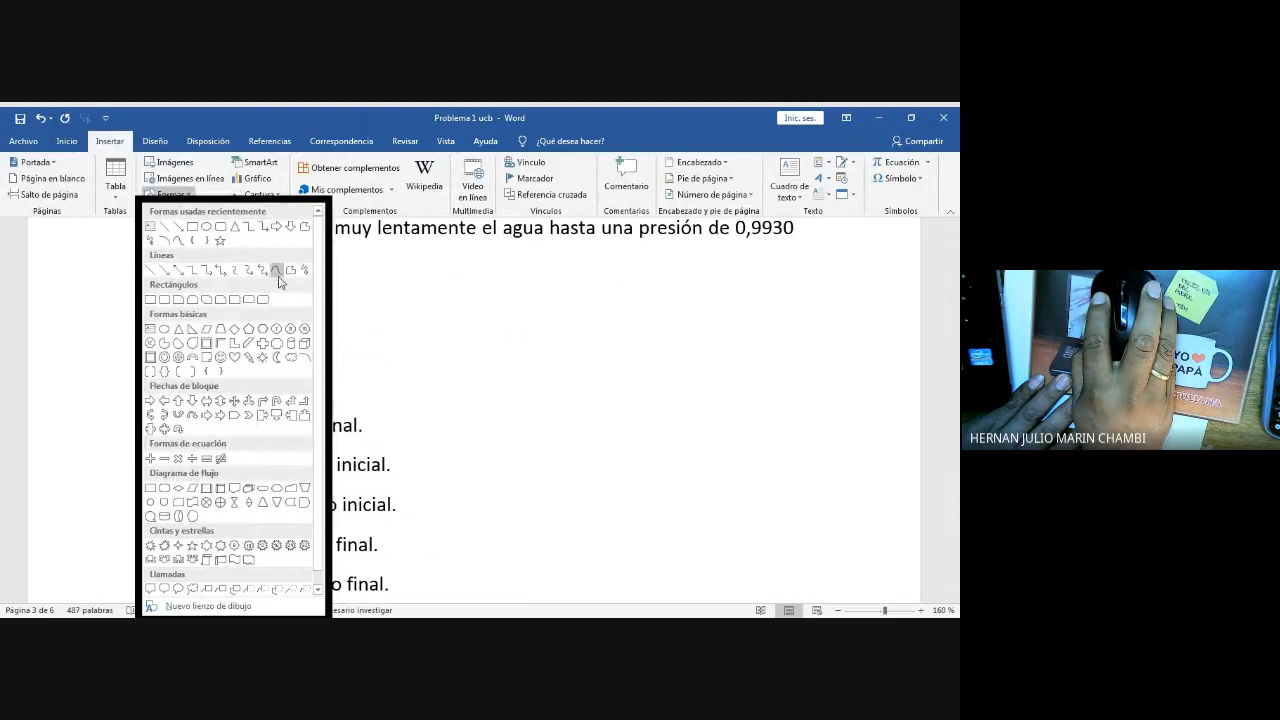 Problema 1 ucb - Word
Inic. ses.
Archivo Inicio Insertar Diseño Disposición Referencias Correspondencia Revisar Vista Ayuda ¿Qué desea hacer? Compartir
Portada
Página en blanco
Salto de página
Páginas
Tabla
Tablas
Imágenes
Imágenes en línea
Formas
SmartArt
Gráfico
Captura
Obtener complementos
Mis complementos
Complementos
Wikipedia
Video
en línea
Multimedia
Vínculo
Marcador
Referencia cruzada
Vínculos
Comentario
Comentarios
Encabezado
Pie de página
Número de página
Encabezado y pie de página
Cuadro de
texto
Texto
Ecuación
Símbolo
Símbolos
Formas usadas recientemente
Líneas
Rectángulos
Formas básicas
Flechas de bloque
Formas de ecuación
Diagrama de flujo
Cintas y estrellas
Llamadas
Nuevo lienzo de dibujo
muy lentamente el agua hasta una presión de 0,9930
nal.
inicial.
o inicial.
final.
o final.
Página 3 de 6 487 palabras esario investigar 160 %
YO
PAPÁ
HERNAN JULIO MARIN CHAMBI